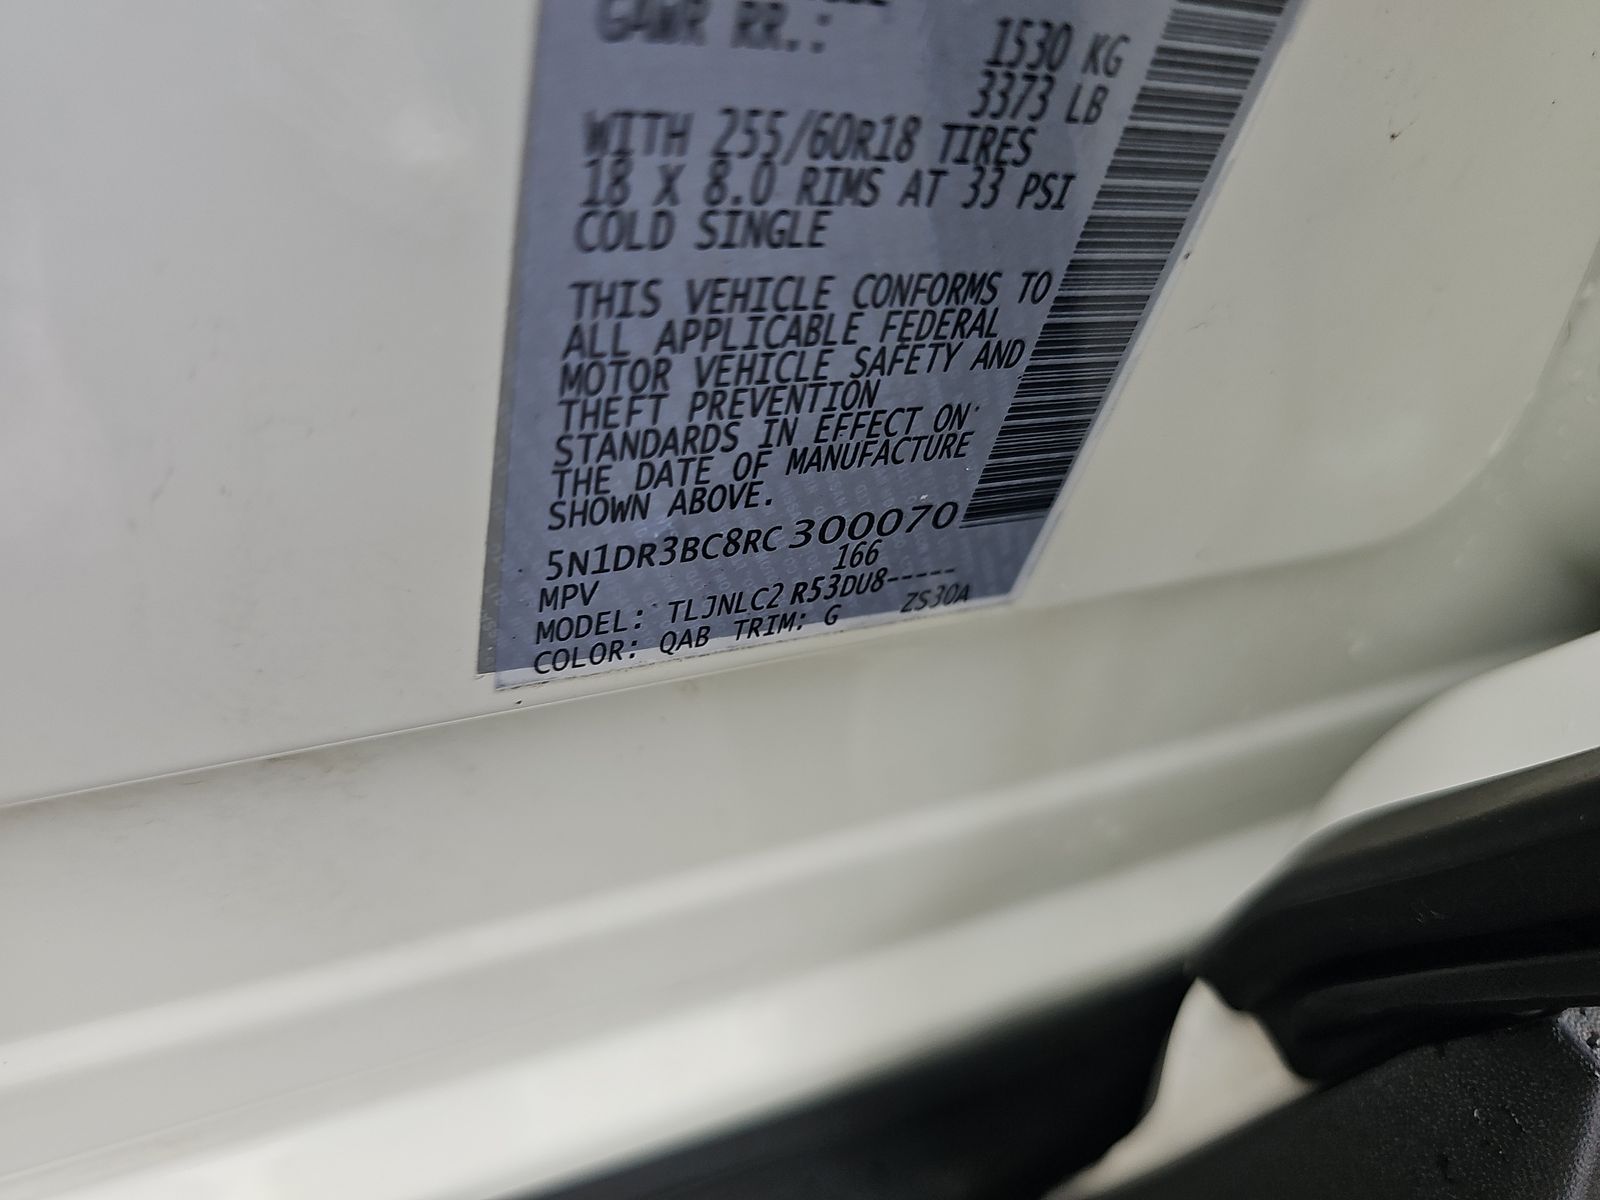 GAWR RR.: 1530 KG
3373 LB
WITH 255/60R18 TIRES
18 X 8.0 RIMS AT 33 PSI
COLD SINGLE
THIS VEHICLE CONFORMS TO
ALL APPLICABLE FEDERAL
MOTOR VEHICLE SAFETY AND
THEFT PREVENTION
STANDARDS IN EFFECT ON
THE DATE OF MANUFACTURE
SHOWN ABOVE.
5N1DR3BC8RC300070
MPV 166
MODEL: TLJNLC2 R53DU8-----
COLOR: QAB TRIM: G ZS30A